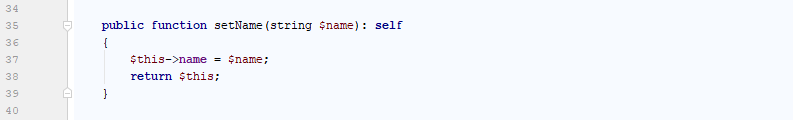 34
35 public function setName(string $name): self
36 {
37 $this->name = $name;
38 return $this;
39 }
40